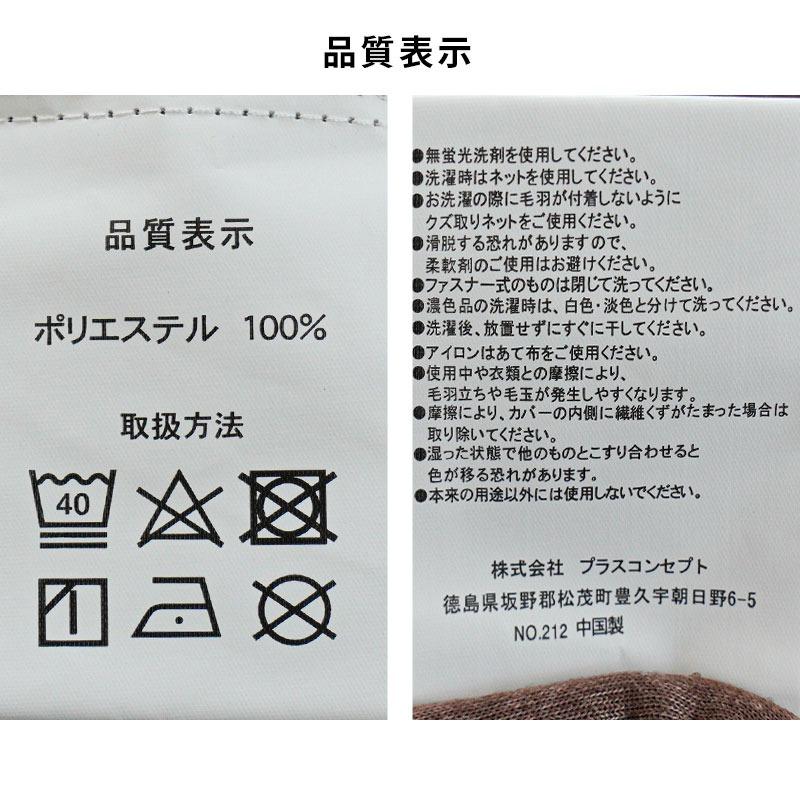 品質表示
品質表示
ポリエステル 100%
取扱方法
40
●無蛍光洗剤を使用してください。
●洗濯時はネットを使用してください。
●お洗濯の際に毛羽が付着しないように
クズ取りネットをご使用ください。
●滑脱する恐れがありますので、
柔軟剤のご使用はお避けください。
●ファスナー式のものは閉じて洗ってください。
●濃色品の洗濯時は、白色・淡色と分けて洗ってください。
●洗濯後、放置せずにすぐに干してください。
●アイロンはあて布をご使用ください。
●使用中や衣類との摩擦により、
毛羽立ちや毛玉が発生しやすくなります。
●摩擦により、カバーの内側に繊維くずがたまった場合は
取り除いてください。
●湿った状態で他のものとこすり合わせると
色が移る恐れがあります。
●本来の用途以外には使用しないでください。
株式会社 プラスコンセプト
徳島県坂野郡松茂町豊久字朝日野6-5
NO.212 中国製